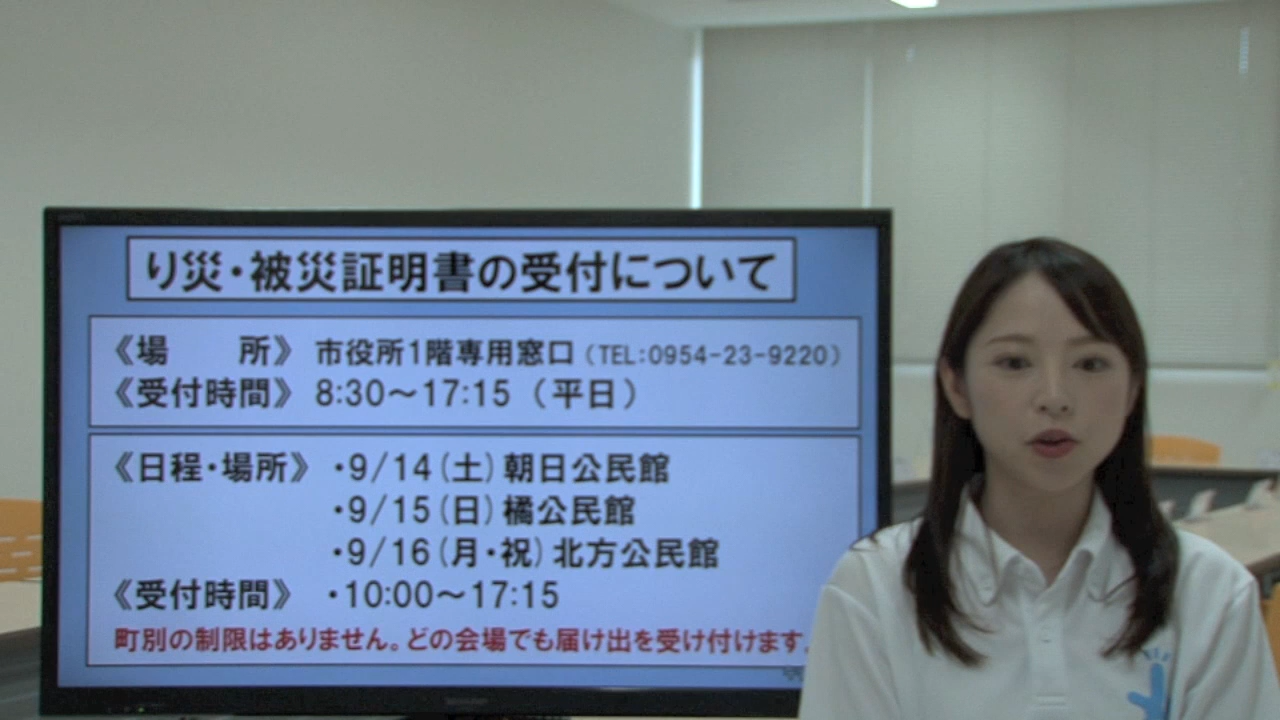 り災・被災証明書の受付について
《場　　所》 市役所1階専用窓口（TEL:0954-23-9220）
《受付時間》 8:30～17:15 （平日）
《日程・場所》 ・9/14（土）朝日公民館
・9/15（日）橘公民館
・9/16（月・祝）北方公民館
《受付時間》 ・10:00～17:15
町別の制限はありません。どの会場でも届け出を受け付けます。